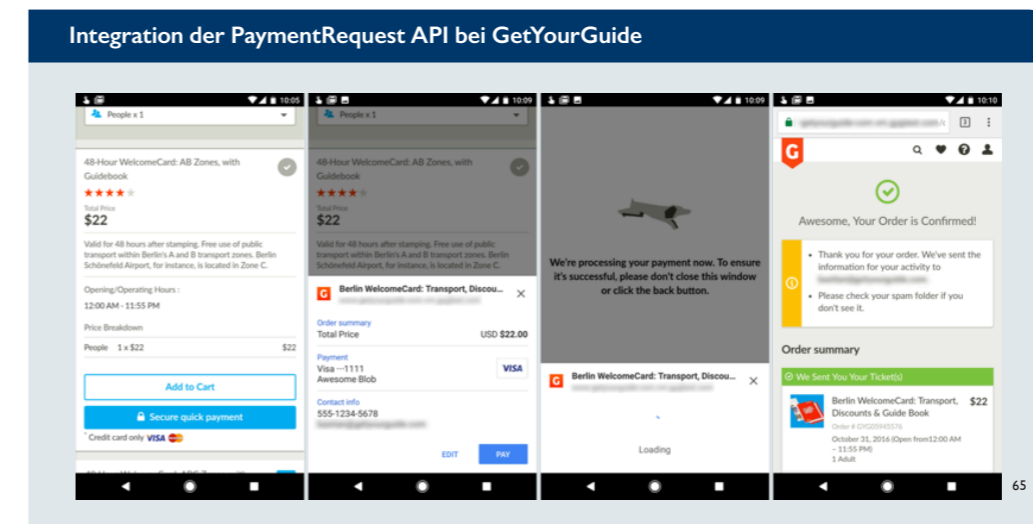 Integration der PaymentRequest API bei GetYourGuide
10:05
People x 1
48-Hour WelcomeCard: AB Zones, with
Guidebook
Total Price
$22
Valid for 48 hours after stamping. Free use of public
transport within Berlin's A and B transport zones. Berlin
Schönefeld Airport, for instance, is located in Zone C.
Opening/Operating Hours :
12:00 AM - 11:55 PM
Price Breakdown
People 1 x $22 $22
Add to Cart
Secure quick payment
* Credit card only VISA
10:09
People x 1
48-Hour WelcomeCard: AB Zones, with
Guidebook
Total Price
$22
Valid for 48 hours after stamping. Free use of public
transport within Berlin's A and B transport zones. Berlin
Schönefeld Airport, for instance, is located in Zone C.
G Berlin WelcomeCard: Transport, Discou...
Order summary
Total Price USD $22.00
Payment
Visa ---1111 VISA
Awesome Blob
Contact info
555-1234-5678
EDIT PAY
10:09
We're processing your payment now. To ensure
it's successful, please don't close this window
or click the back button.
G Berlin WelcomeCard: Transport, Discou...
Loading
10:10
3
G
Awesome, Your Order is Confirmed!
• Thank you for your order. We've sent the
information for your activity to
• Please check your spam folder if you
don't see it.
Order summary
We Sent You Your Ticket(s)
Berlin WelcomeCard: Transport, $22
Discounts & Guide Book
Order # GYG05945576
October 31, 2016 (Open from12:00 AM
- 11:55 PM)
1 Adult
65